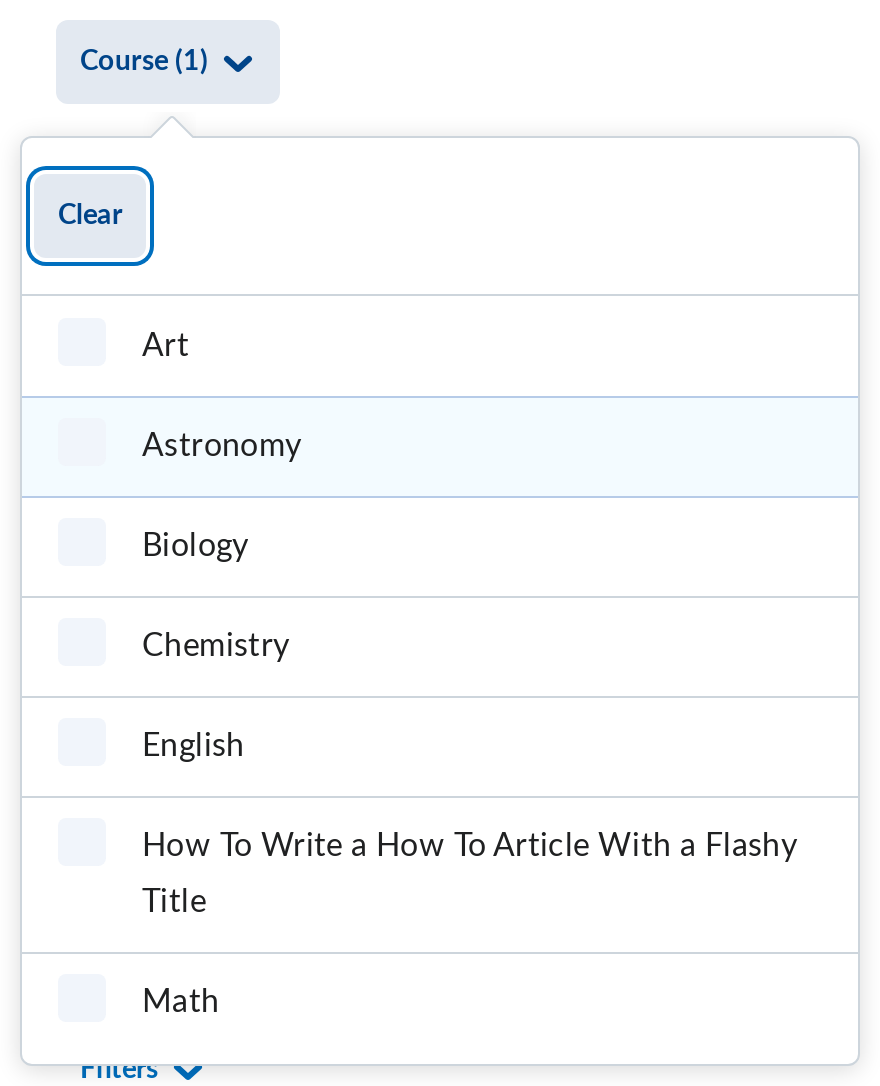 Course (1)
Clear
Art
Astronomy
Biology
Chemistry
English
How To Write a How To Article With a Flashy
Title
Math
Filters